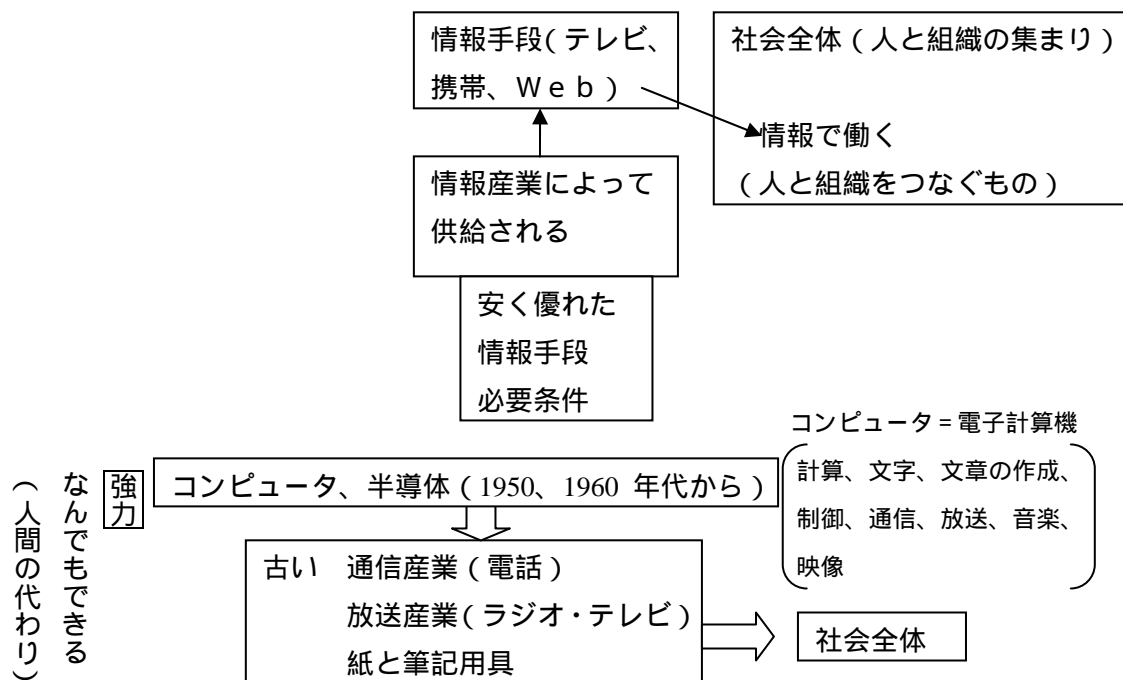 情報手段（テレビ、
携帯、Ｗｅｂ）
社会全体（人と組織の集まり）
情報で働く
（人と組織をつなぐもの）
情報産業によって
供給される
安く優れた
情報手段
必要条件
コンピュータ＝電子計算機
計算、文字、文章の作成、
制御、通信、放送、音楽、
映像
コンピュータ、半導体（1950、1960 年代から）
強力
なんでもできる
（人間の代わり）
古い　通信産業（電話）
放送産業（ラジオ・テレビ）
紙と筆記用具
社会全体